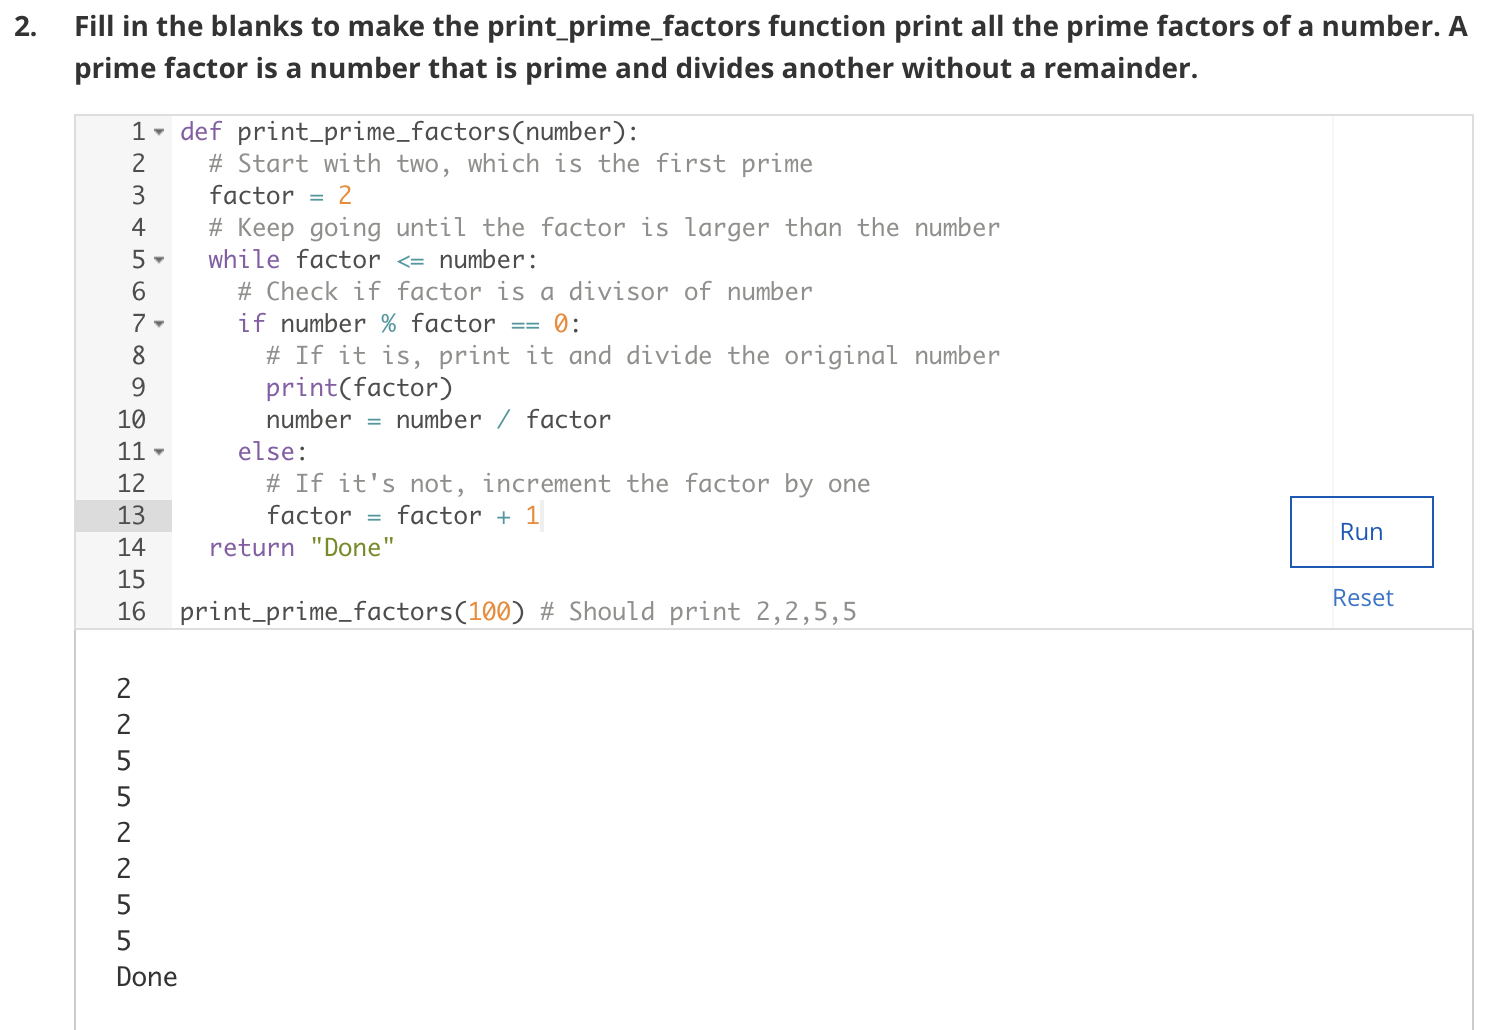 2. Fill in the blanks to make the print_prime_factors function print all the prime factors of a number. A
prime factor is a number that is prime and divides another without a remainder.
1 def print_prime_factors(number):
2   # Start with two, which is the first prime
3   factor = 2
4   # Keep going until the factor is larger than the number
5   while factor <= number:
6     # Check if factor is a divisor of number
7     if number % factor == 0:
8       # If it is, print it and divide the original number
9       print(factor)
10       number = number / factor
11     else:
12       # If it's not, increment the factor by one
13       factor = factor + 1
14   return "Done"
15
16 print_prime_factors(100) # Should print 2,2,5,5
Run
Reset
2
2
5
5
2
2
5
5
Done